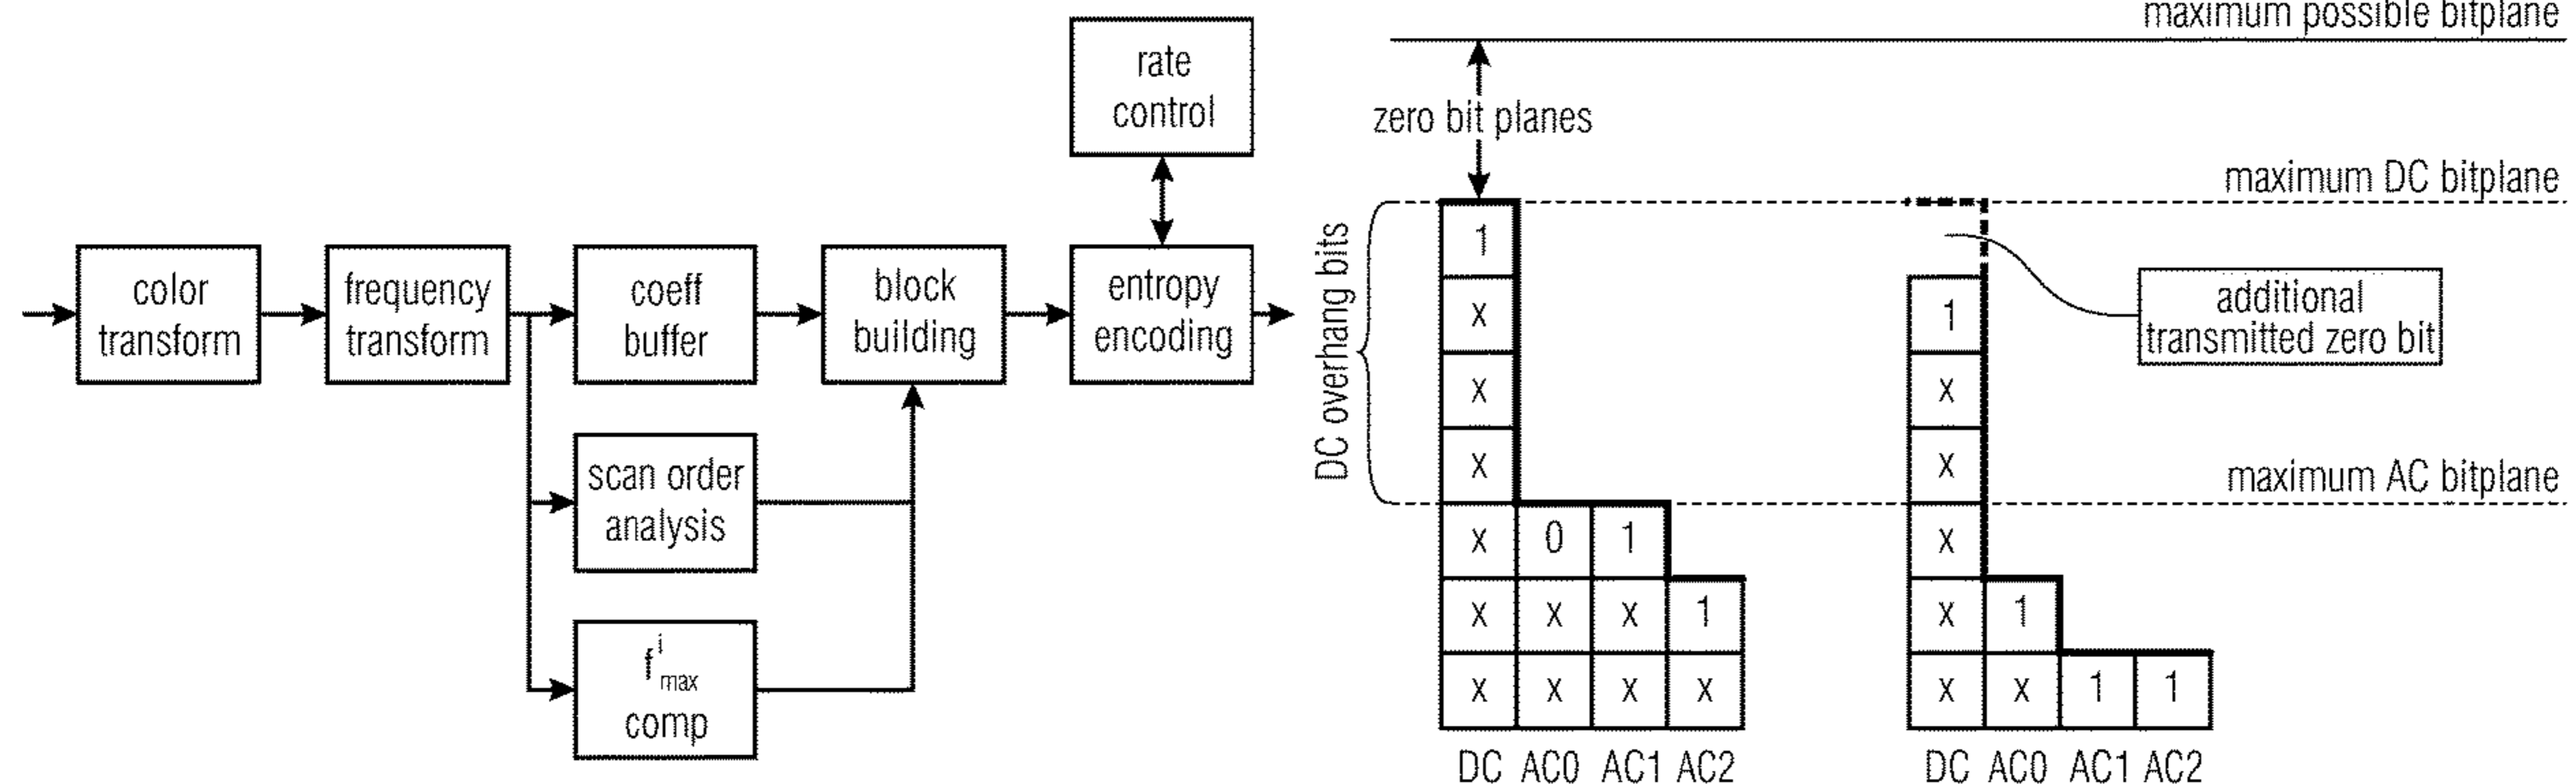 color
transform
frequency
transform
coeff
buffer
block
building
entropy
encoding
rate
control
scan order
analysis
f i max
comp
maximum possible bitplane
zero bit planes
maximum DC bitplane
DC overhang bits
additional
transmitted zero bit
maximum AC bitplane
1
x
x
x
x 0 1
x x x 1
x x x x
DC AC0 AC1 AC2
1
x
x
x
x 1
x x 1 1
DC AC0 AC1 AC2